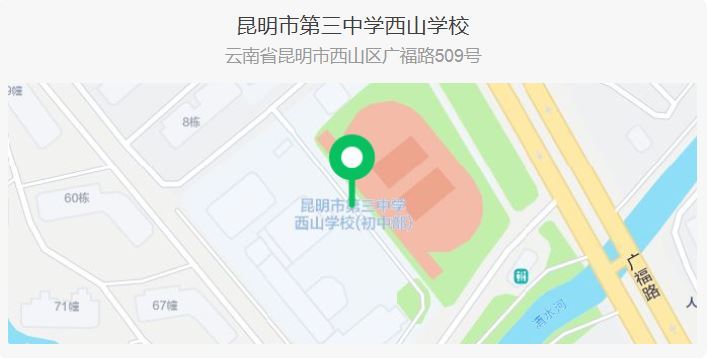 昆明市第三中学西山学校
云南省昆明市西山区广福路509号
9幢
8栋
60栋
昆明市第三中学
西山学校(初中部)
广福路
71幢
67幢
清水河
人